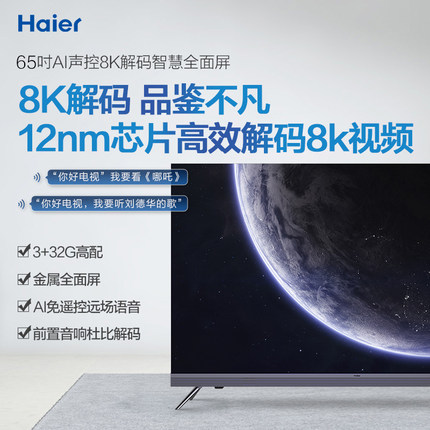 Haier
65吋AI声控8K解码智慧全面屏
8K解码 品鉴不凡
12nm芯片高效解码8k视频
“你好电视”我要看《哪吒》
“你好电视，我要听刘德华的歌”
3+32G高配
金属全面屏
AI免遥控远场语音
前置音响杜比解码